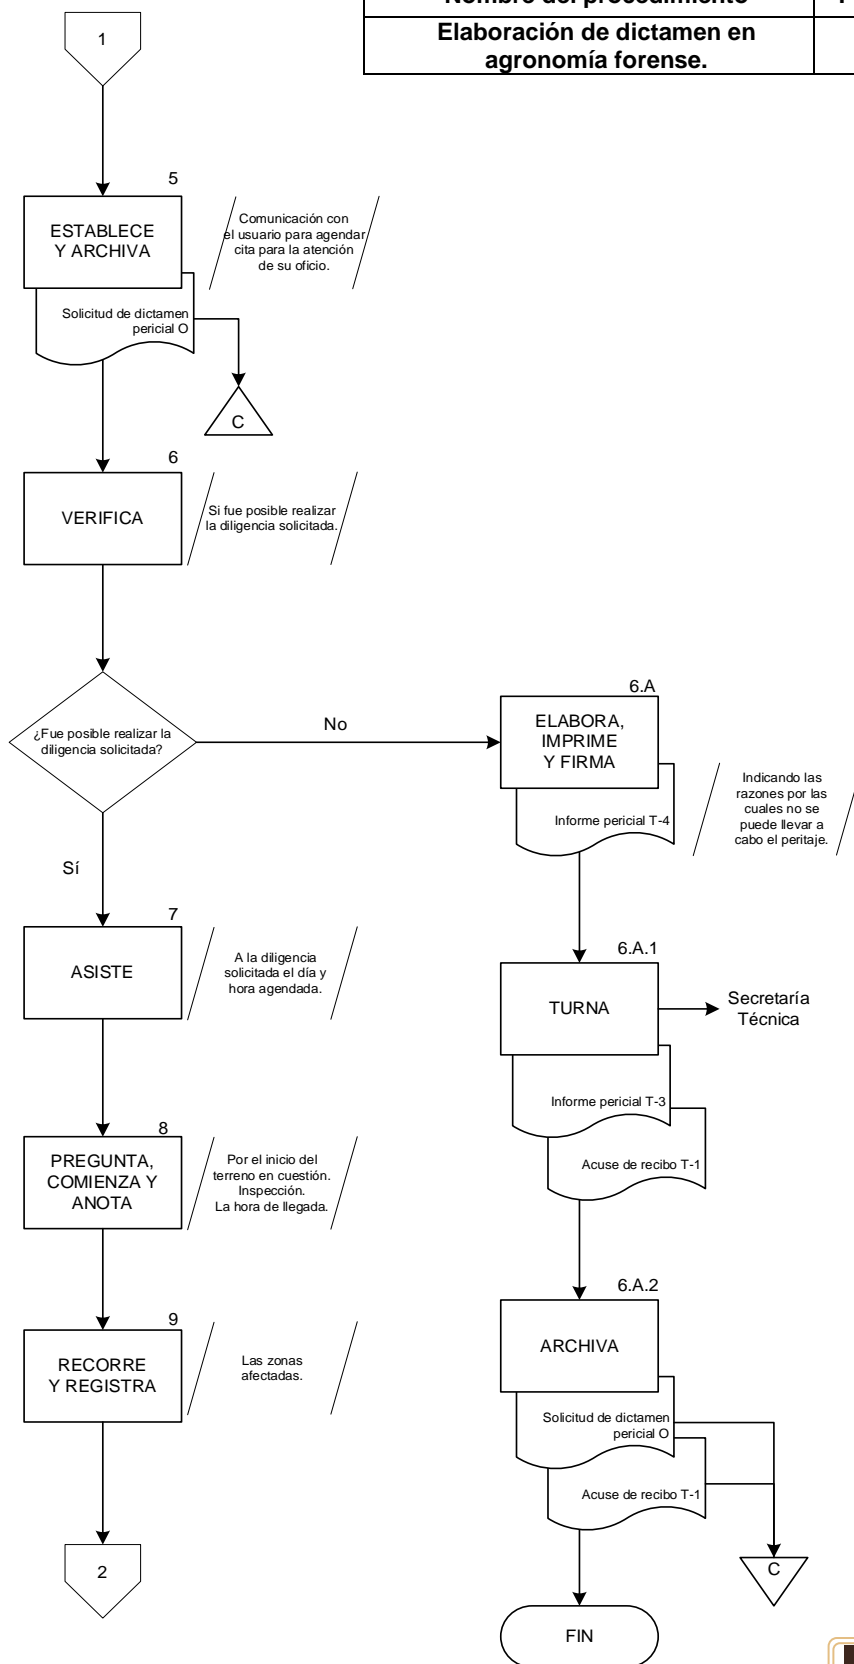 Nombre del procedimiento
Elaboración de dictamen en
agronomía forense.
1
5
ESTABLECE
Y ARCHIVA
Comunicación con
el usuario para agendar
cita para la atención
de su oficio.
Solicitud de dictamen
pericial O
C
6
VERIFICA
Si fue posible realizar
la diligencia solicitada.
¿Fue posible realizar la
diligencia solicitada?
No
Sí
6.A
ELABORA,
IMPRIME
Y FIRMA
Informe pericial T-4
Indicando las
razones por las
cuales no se
puede llevar a
cabo el peritaje.
7
ASISTE
A la diligencia
solicitada el día y
hora agendada.
6.A.1
TURNA
Secretaría
Técnica
Informe pericial T-3
Acuse de recibo T-1
8
PREGUNTA,
COMIENZA Y
ANOTA
Por el inicio del
terreno en cuestión.
Inspección.
La hora de llegada.
6.A.2
ARCHIVA
Solicitud de dictamen
pericial O
Acuse de recibo T-1
C
9
RECORRE
Y REGISTRA
Las zonas
afectadas.
2
FIN